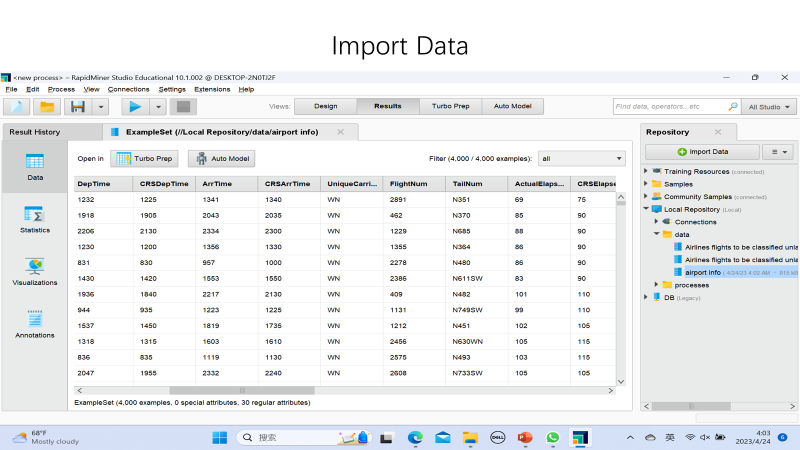 Import Data
<new process> – RapidMiner Studio Educational 10.1.002 @ DESKTOP-2N0TJ2F
File Edit Process View Connections Settings Extensions Help
Views: Design Results Turbo Prep Auto Model Find data, operators...etc All Studio
Result History ExampleSet (//Local Repository/data/airport info) Repository
Open in Turbo Prep Auto Model Filter (4,000 / 4,000 examples): all
Import Data
Data
Statistics
Visualizations
Annotations
DepTime CRSDepTime ArrTime CRSArrTime UniqueCarri... FlightNum TailNum ActualElaps... CRSElapse
1232 1225 1341 1340 WN 2891 N351 69 75
1918 1905 2043 2035 WN 462 N370 85 90
2206 2130 2334 2300 WN 1229 N685 88 90
1230 1200 1356 1330 WN 1355 N364 86 90
831 830 957 1000 WN 2278 N480 86 90
1430 1420 1553 1550 WN 2386 N611SW 83 90
1936 1840 2217 2130 WN 409 N482 101 110
944 935 1223 1225 WN 1131 N749SW 99 110
1537 1450 1819 1735 WN 1212 N451 102 105
1318 1315 1603 1610 WN 2456 N630WN 105 115
836 835 1119 1130 WN 2575 N493 103 115
2047 1955 2332 2240 WN 2608 N733SW 105 105
ExampleSet (4,000 examples, 0 special attributes, 30 regular attributes)
Training Resources (connected)
Samples
Community Samples (connected)
Local Repository (Local)
Connections
data
Airlines flights to be classified unla
Airlines flights to be classified unla
airport info (4/24/23 4:02 AM – 815 kB
processes
DB (Legacy)
68°F
Mostly cloudy
搜索
DELL
英
4:03
2023/4/24
6